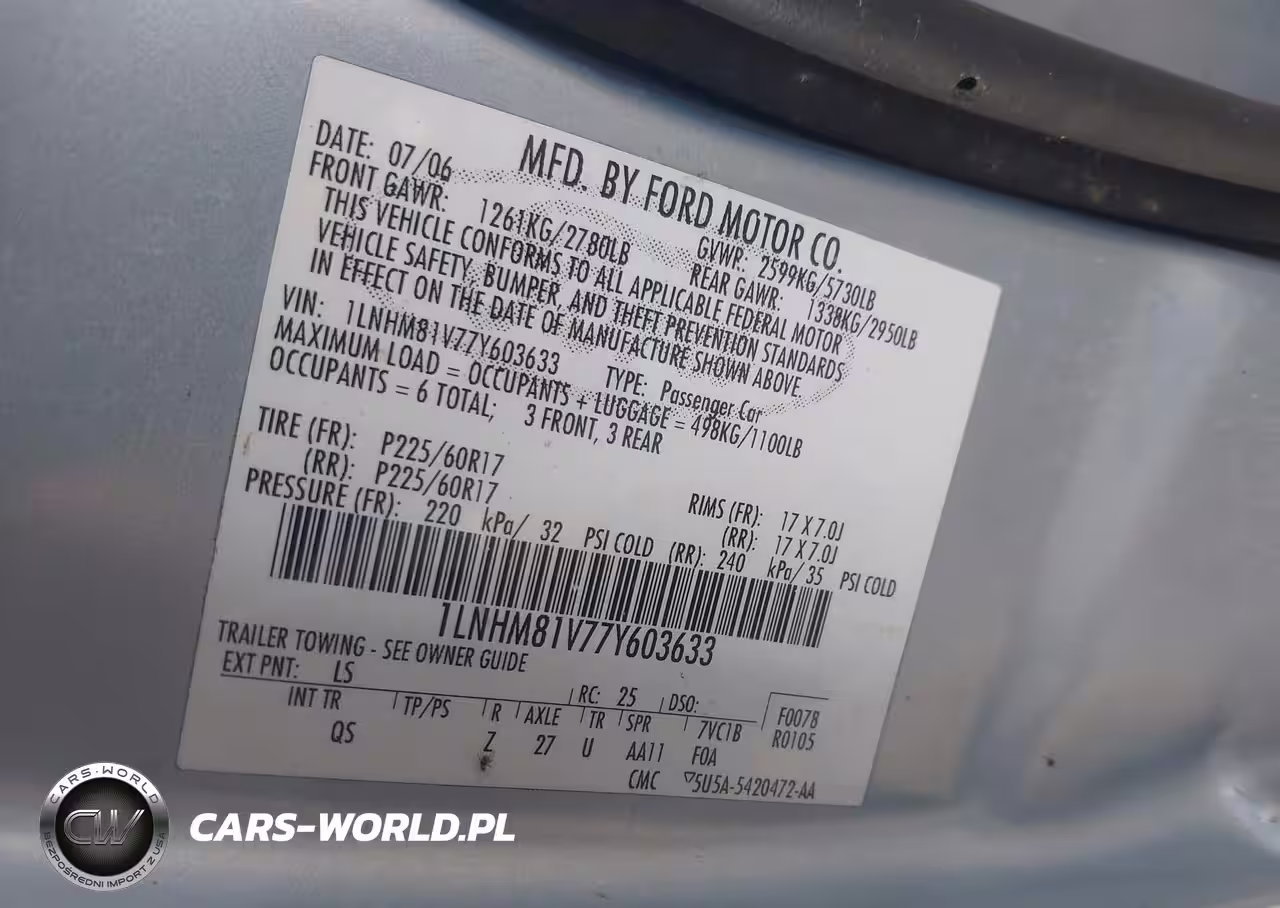 MFD. BY FORD MOTOR CO.
DATE: 07/06
GVWR: 2599KG/5730LB
FRONT GAWR: 1261KG/2780LB
REAR GAWR: 1338KG/2950LB
THIS VEHICLE CONFORMS TO ALL APPLICABLE FEDERAL MOTOR
VEHICLE SAFETY, BUMPER, AND THEFT PREVENTION STANDARDS
IN EFFECT ON THE DATE OF MANUFACTURE SHOWN ABOVE.
VIN: 1LNHM81V77Y603633
TYPE: Passenger Car
MAXIMUM LOAD = OCCUPANTS + LUGGAGE = 498KG/1100LB
OCCUPANTS = 6 TOTAL; 3 FRONT, 3 REAR
TIRE (FR): P225/60R17
RIMS (FR): 17 X 7.0J
(RR): P225/60R17
(RR): 17 X 7.0J
PRESSURE (FR): 220 kPa/ 32 PSI COLD (RR): 240 kPa/ 35 PSI COLD
1LNHM81V77Y603633
TRAILER TOWING - SEE OWNER GUIDE
EXT PNT: LS RC: 25 DSO:
INT TR TP/PS R AXLE TR SPR 7VC1B F0078
QS Z 27 U AA11 F0A R0105
CMC ▽5U5A-5420472-AA
CARS-WORLD
CW
BEZPOŚREDNI IMPORT Z USA
CARS-WORLD.PL